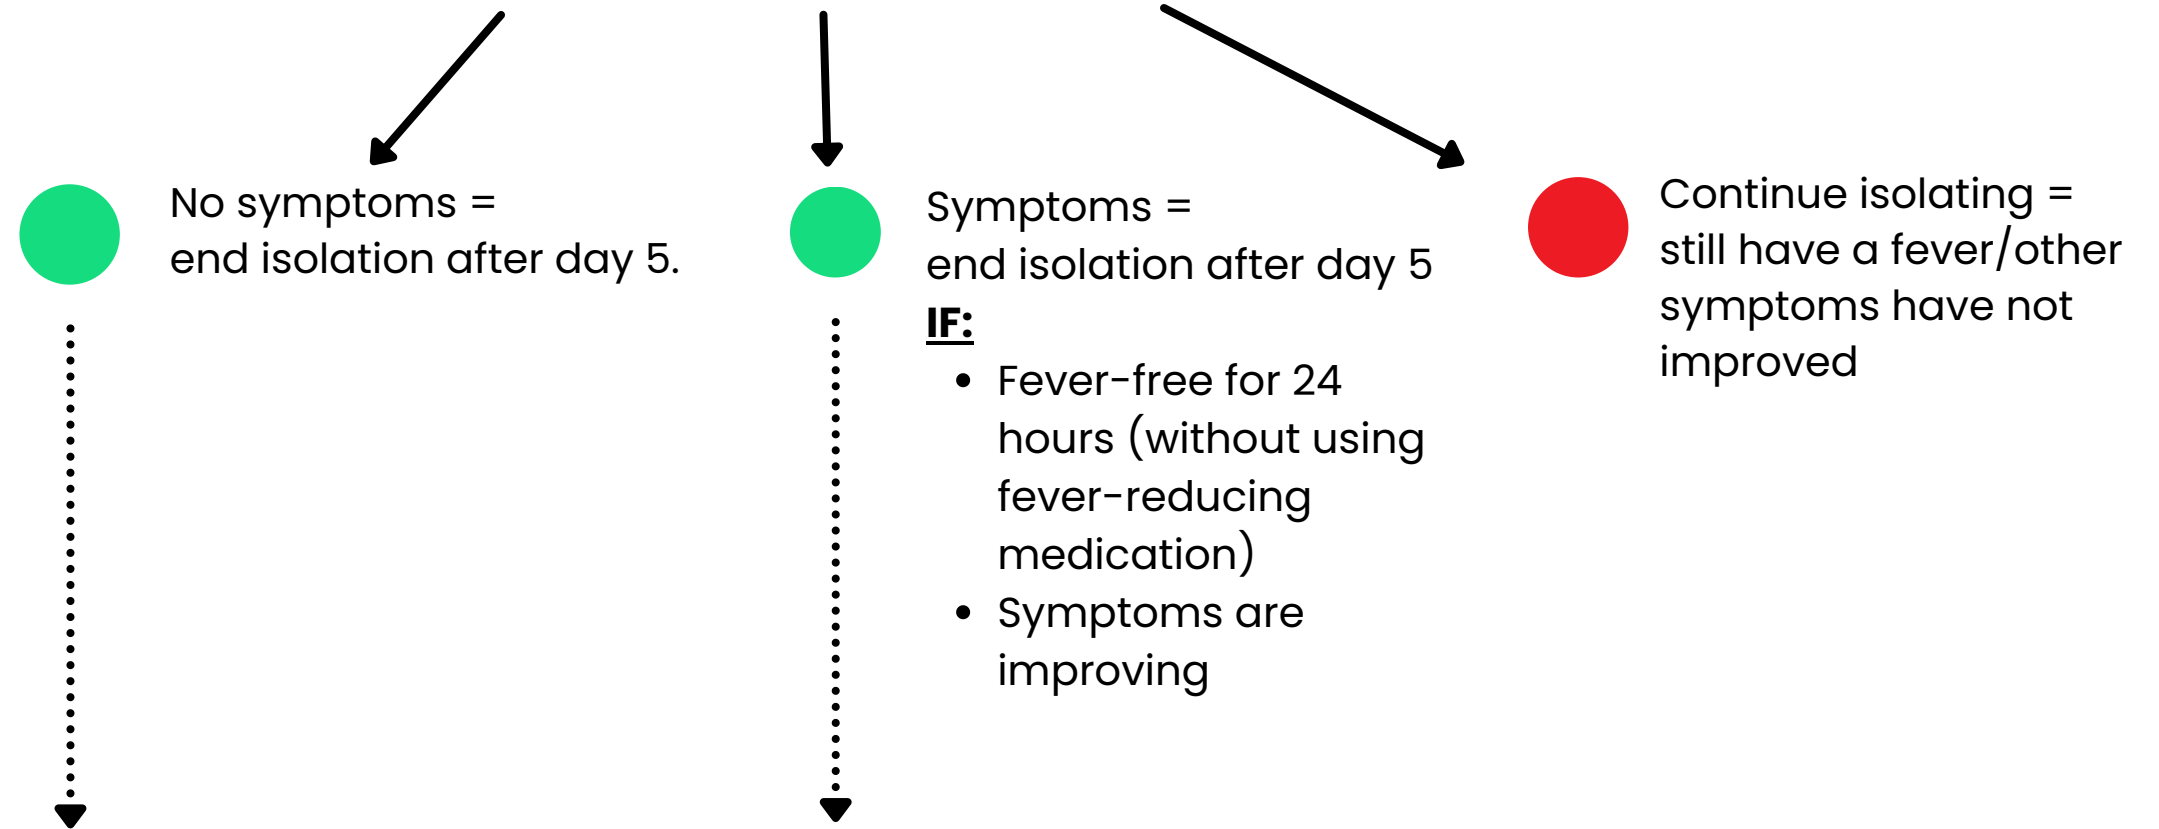 No symptoms =
end isolation after day 5.
Symptoms =
end isolation after day 5
IF:
• Fever-free for 24
hours (without using
fever-reducing
medication)
• Symptoms are
improving
Continue isolating =
still have a fever/other
symptoms have not
improved